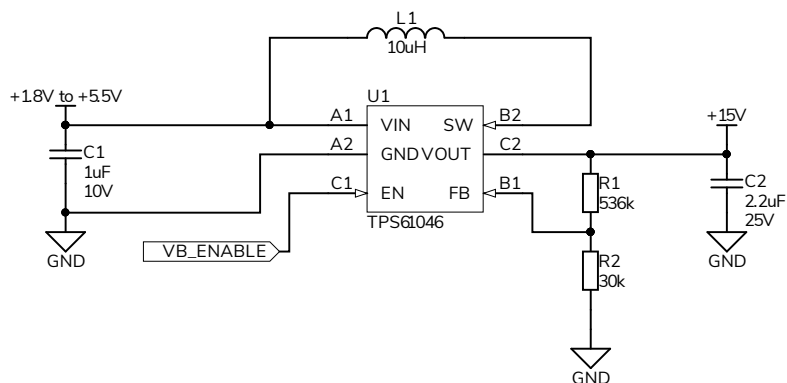 L1
10uH
+1.8V to +5.5V
U1
A1
VIN
SW
B2
+15V
A2
GND
VOUT
C2
C1
1uF
10V
C1
EN
FB
B1
R1
536k
C2
2.2uF
25V
TPS61046
VB_ENABLE
GND
R2
30k
GND
GND